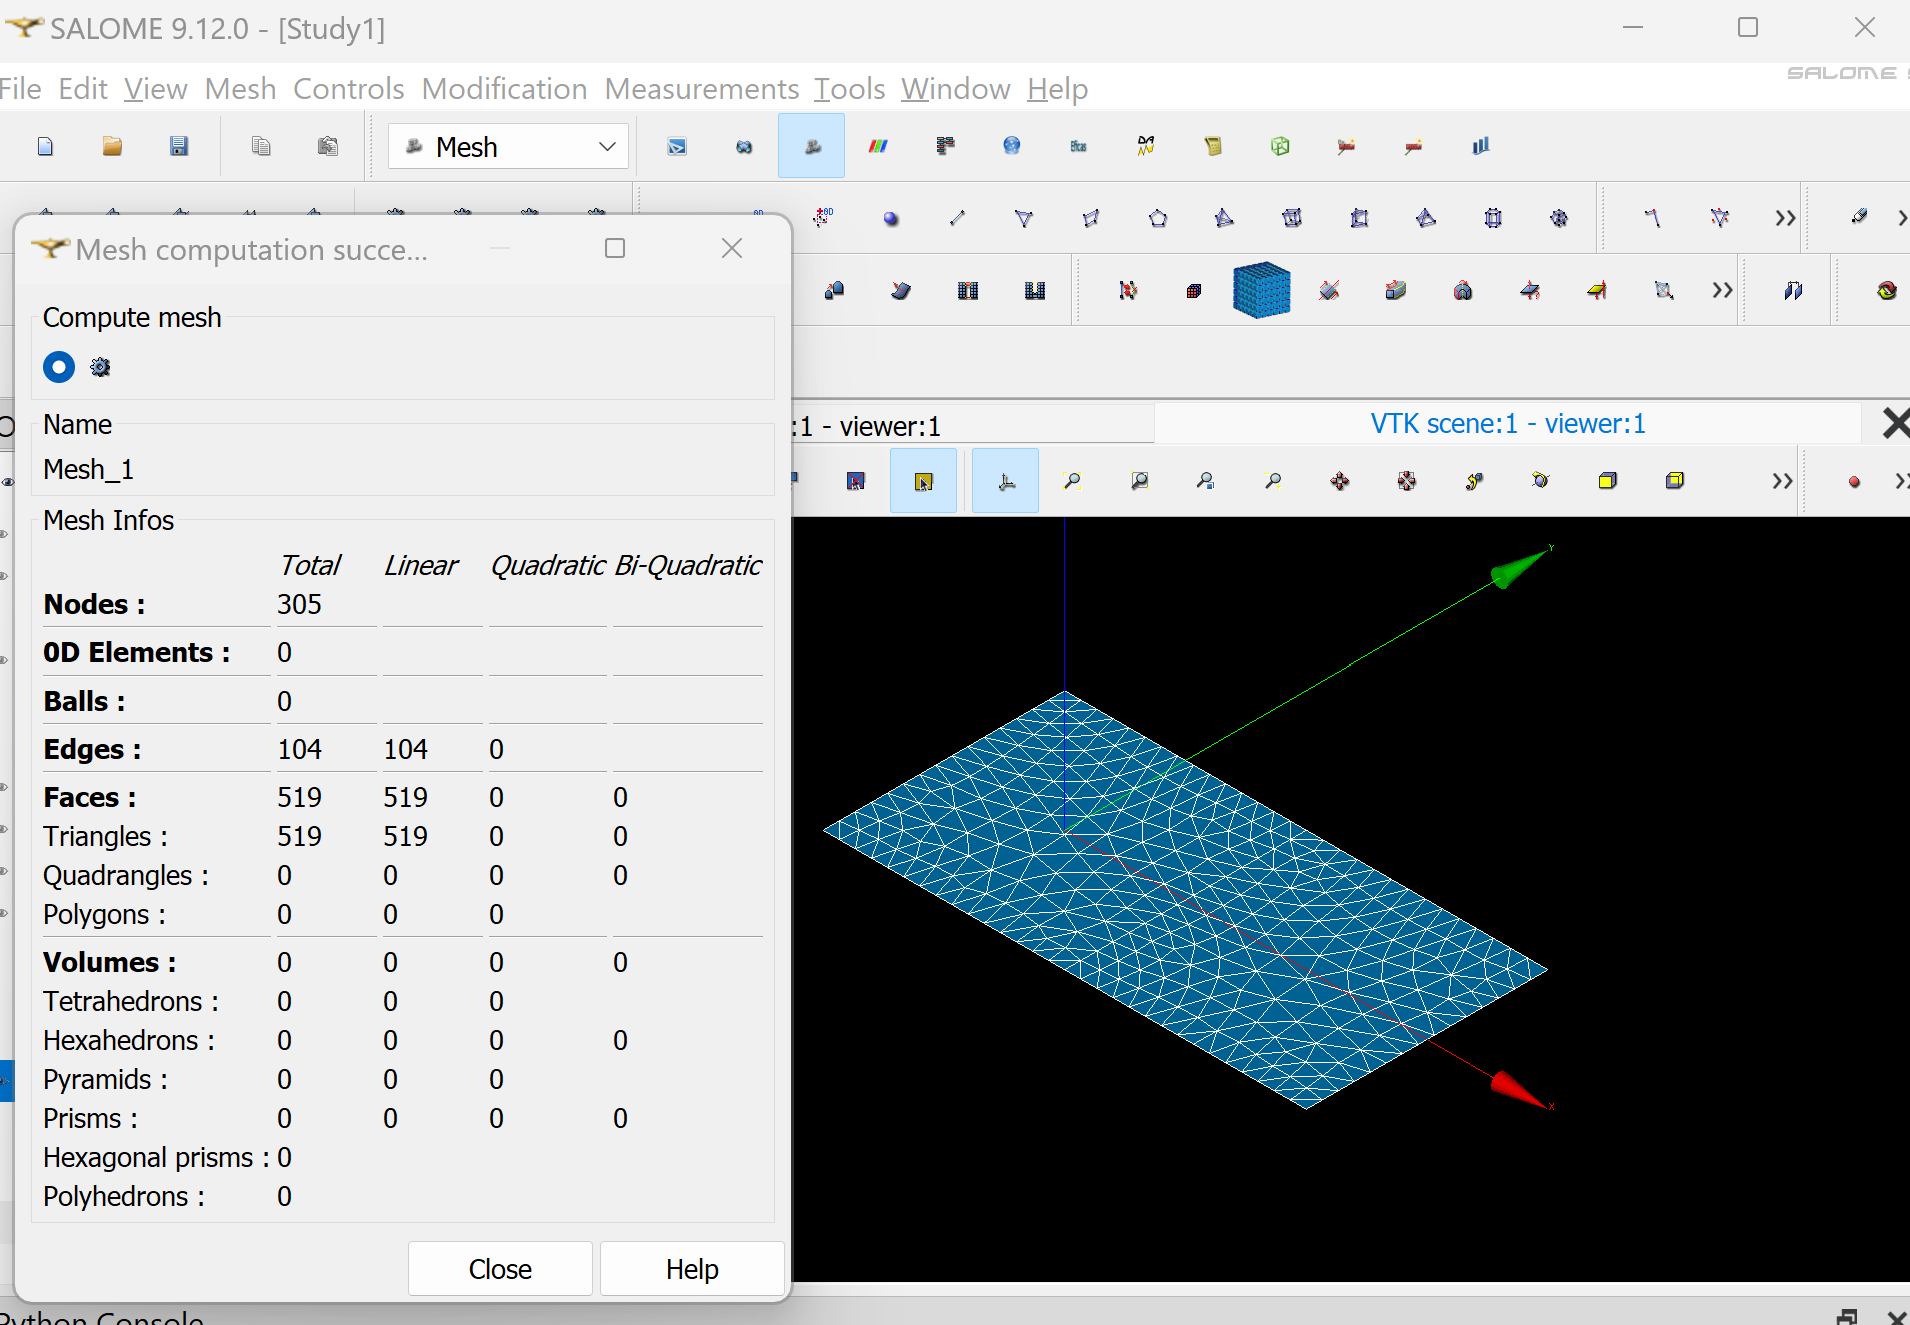 SALOME 9.12.0 - [Study1]
File Edit View Mesh Controls Modification Measurements Tools Window Help
SALOME
Mesh
Efcas
0D
Mesh computation succe...
Compute mesh
Name
:1 - viewer:1
VTK scene:1 - viewer:1
Mesh_1
Mesh Infos
Total Linear Quadratic Bi-Quadratic
Nodes : 305
0D Elements : 0
Balls : 0
Edges : 104 104 0
Faces : 519 519 0 0
Triangles : 519 519 0 0
Quadrangles : 0 0 0 0
Polygons : 0 0 0
Volumes : 0 0 0 0
Tetrahedrons : 0 0 0
Hexahedrons : 0 0 0 0
Pyramids : 0 0 0
Prisms : 0 0 0 0
Hexagonal prisms : 0
Polyhedrons : 0
Y
X
Close Help
Python Console